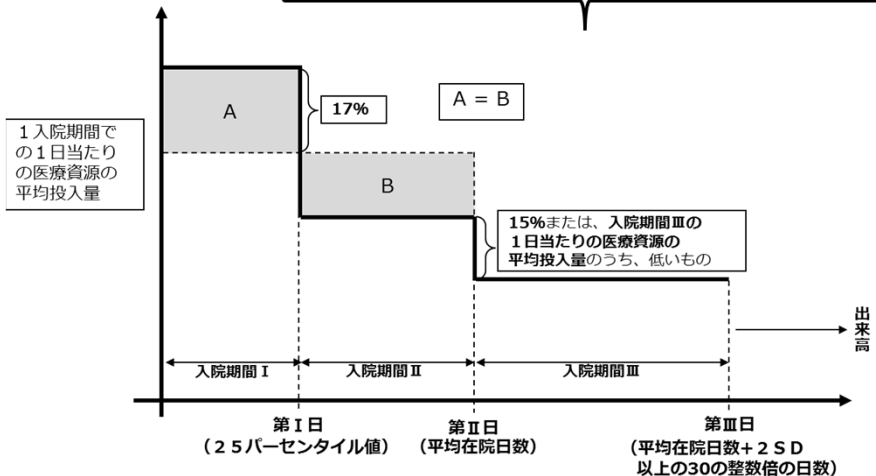 A
17%
A = B
１入院期間で
の１日当たり
の医療資源の
平均投入量
B
15%または、入院期間Ⅲの
１日当たりの医療資源の
平均投入量のうち、低いもの
出来高
入院期間Ⅰ
入院期間Ⅱ
入院期間Ⅲ
第Ⅰ日
（２５パーセンタイル値）
第Ⅱ日
（平均在院日数）
第Ⅲ日
（平均在院日数＋２ＳＤ
以上の30の整数倍の日数）